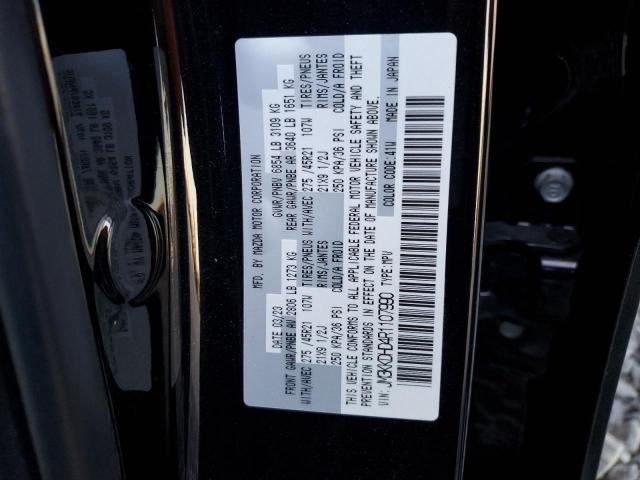 MFD. BY MAZDA MOTOR CORPORATION
DATE 03/23 GVWR/PNBV 6854 LB 3109 KG
FRONT GAWR/PNBE AV 2806 LB 1273 KG REAR GAWR/PNBE AR 3640 LB 1651 KG
WITH/AVEC 275 /45R21 107W TIRES/PNEUS WITH/AVEC 275 /45R21 107W TIRES/PNEUS
21X9 1/2J RIMS/JANTES 21X9 1/2J RIMS/JANTES
250 KPA/36 PSI COLD/A FROID 250 KPA/36 PSI COLD/A FROID
THIS VEHICLE CONFORMS TO ALL APPLICABLE FEDERAL MOTOR VEHICLE SAFETY AND THEFT
PREVENTION STANDARDS IN EFFECT ON THE DATE OF MANUFACTURE SHOWN ABOVE.
VIN: JM3KKDHD4R1107990 TYPE:MPV COLOR CODE:41W MADE IN JAPAN